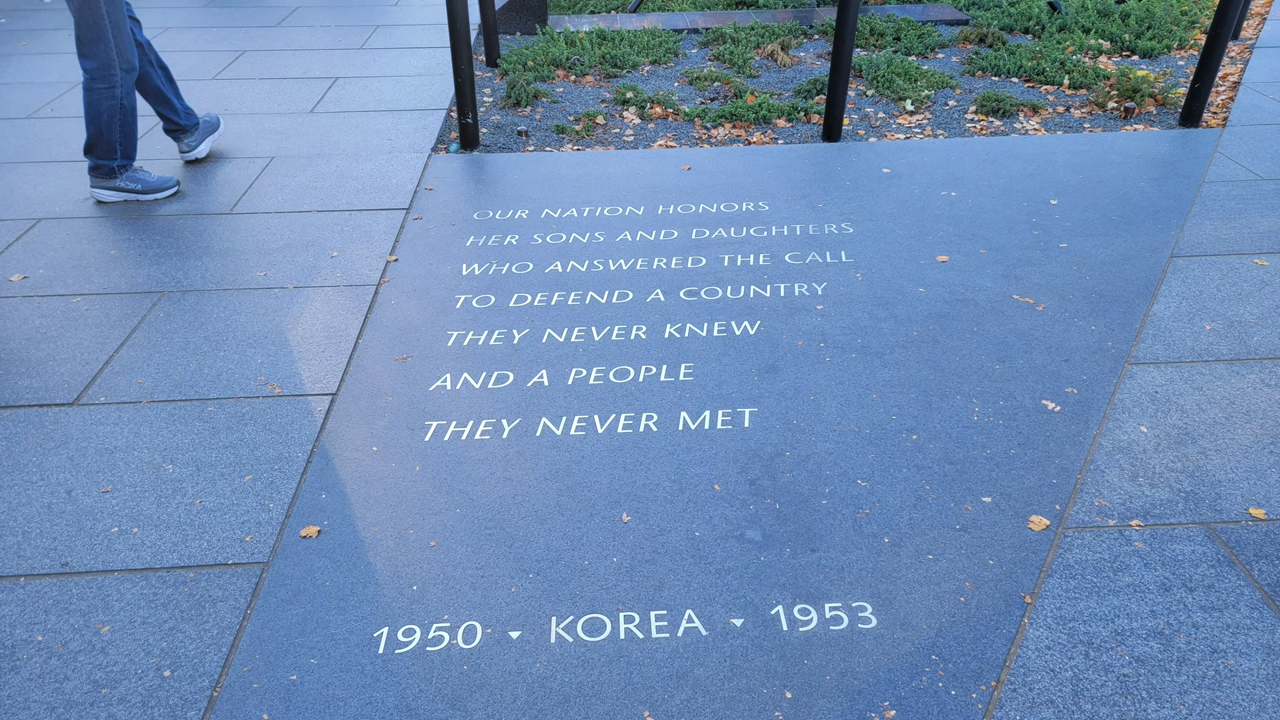 OUR NATION HONORS
HER SONS AND DAUGHTERS
WHO ANSWERED THE CALL
TO DEFEND A COUNTRY
THEY NEVER KNEW
AND A PEOPLE
THEY NEVER MET
1950 ▾ KOREA ▾ 1953
HOKA